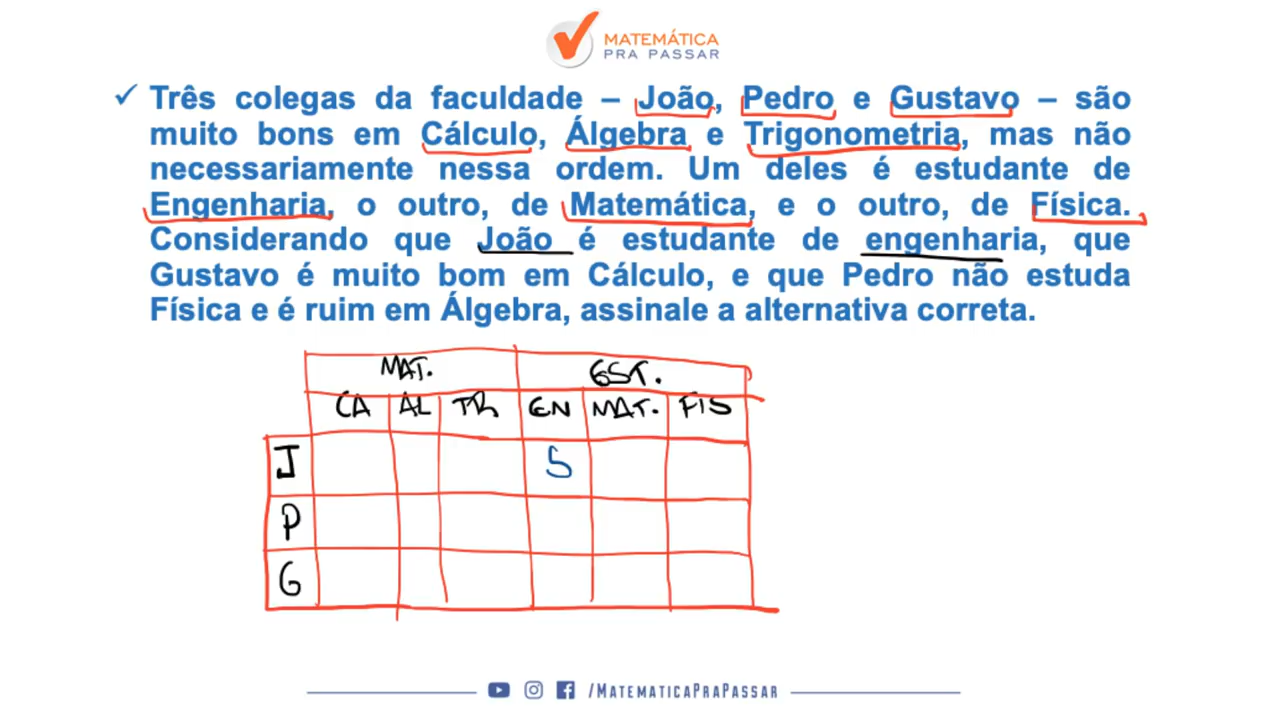 MATEMÁTICA
PRA PASSAR
✓ Três colegas da faculdade – João, Pedro e Gustavo – são
muito bons em Cálculo, Álgebra e Trigonometria, mas não
necessariamente nessa ordem. Um deles é estudante de
Engenharia, o outro, de Matemática, e o outro, de Física.
Considerando que João é estudante de engenharia, que
Gustavo é muito bom em Cálculo, e que Pedro não estuda
Física e é ruim em Álgebra, assinale a alternativa correta.
MAT. EST.
CA AL TR EN MAT. FIS
J S
P
G
/MATEMATICAPRAPASSAR